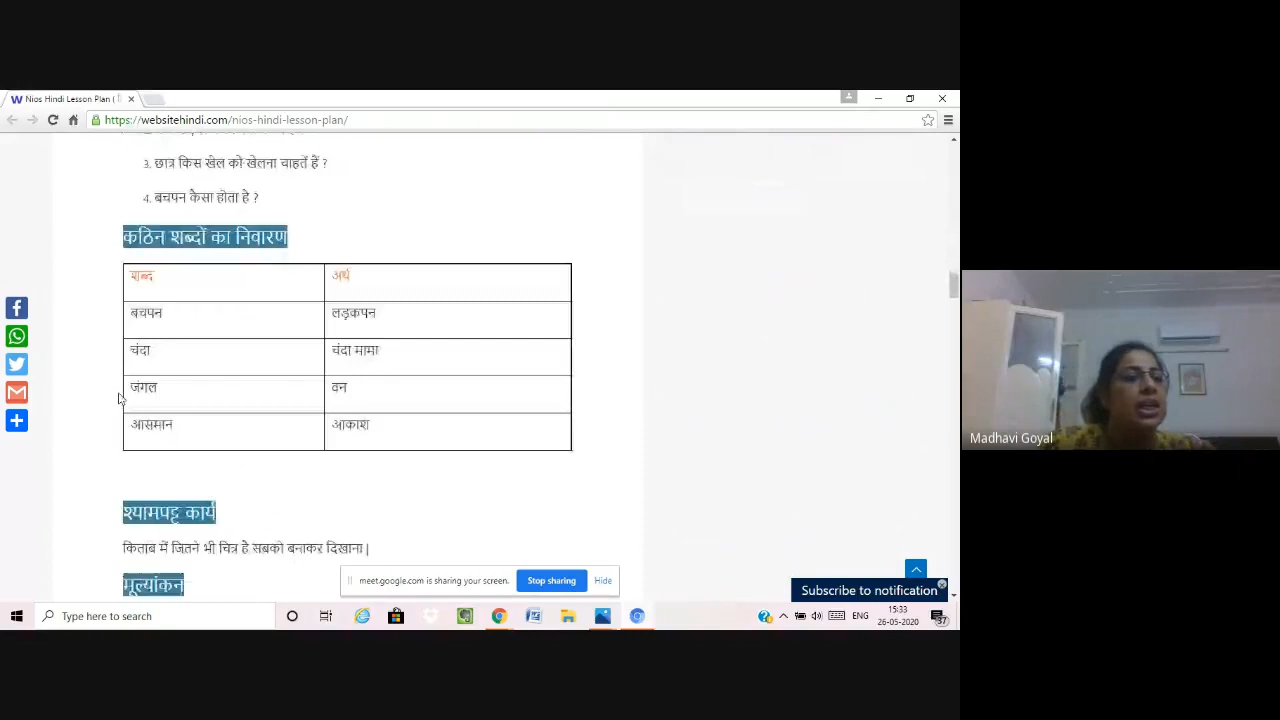 Nios Hindi Lesson Plan (
https://websitehindi.com/nios-hindi-lesson-plan/
3. छात्र किस खेल को खेलना चाहतें हैं ?
4. बचपन कैसा होता हे ?
कठिन शब्दों का निवारण
शब्द अर्थ
बचपन लड़कपन
चंदा चंदा मामा
जंगल वन
आसमान आकाश
श्यामपट्ट कार्य
किताब में जितने भी चित्र है सबको बनाकर दिखाना |
मूल्यांकन
meet.google.com is sharing your screen. Stop sharing Hide
Subscribe to notification
Type here to search
ENG
15:33
26-05-2020
37
Madhavi Goyal